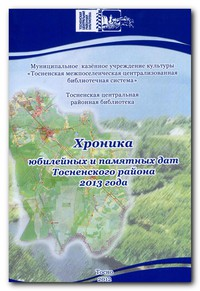 Муниципальное казённое учреждение культуры
«Тосненская межпоселенческая централизованная
библиотечная система»
Тосненская центральная
районная библиотека
Хроника
юбилейных и памятных дат
Тосненского района
2013 года
Тосно
2012